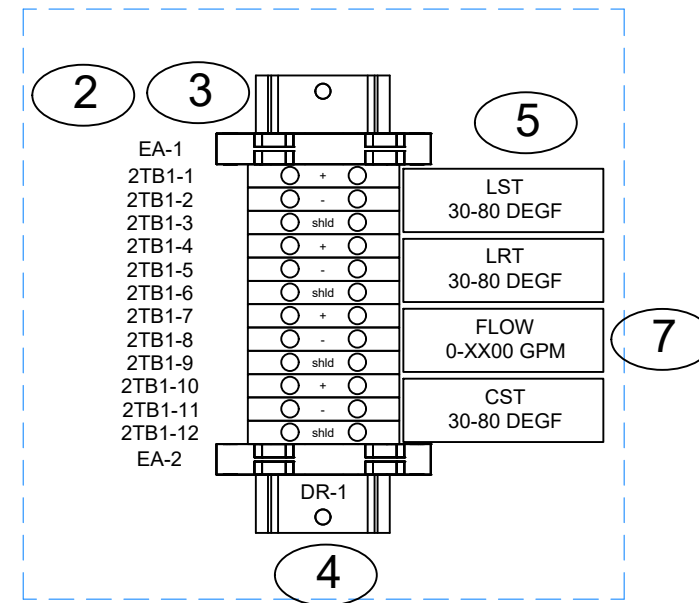 2
3
5
EA-1
2TB1-1 + LST
2TB1-2 - 30-80 DEGF
2TB1-3 shld
2TB1-4 + LRT
2TB1-5 - 30-80 DEGF
2TB1-6 shld
2TB1-7 + FLOW
2TB1-8 - 0-XX00 GPM
7
2TB1-9 shld
2TB1-10 + CST
2TB1-11 - 30-80 DEGF
2TB1-12 shld
EA-2
DR-1
4